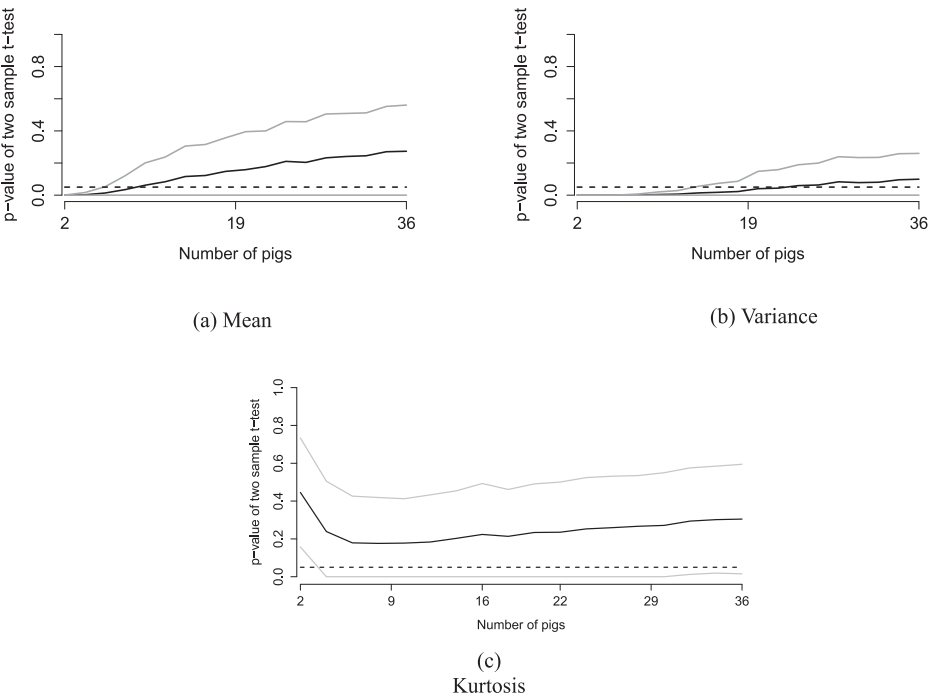 p−value of two sample t−test
0.8
0.4
0.0
2 19 36
Number of pigs
(a) Mean
p−value of two sample t−test
0.8
0.4
0.0
2 19 36
Number of pigs
(b) Variance
p−value of two sample t−test
1.0
0.8
0.6
0.4
0.2
0.0
2 9 16 22 29 36
Number of pigs
(c)
Kurtosis